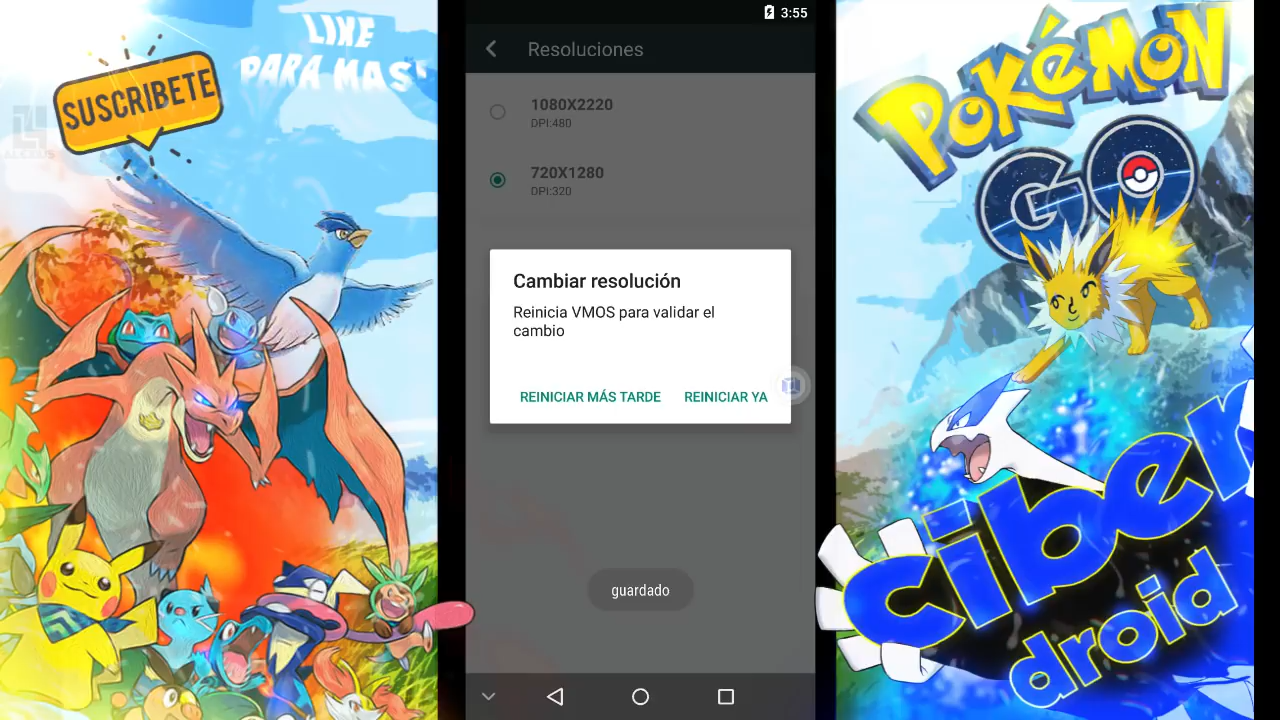 LIKE
PARA MAS
SUSCRIBETE
3:55
Resoluciones
1080X2220
DPI:480
720X1280
DPI:320
Cambiar resolución
Reinicia VMOS para validar el
cambio
REINICIAR MÁS TARDE
REINICIAR YA
guardado
POKéMON
GO
ciber
droid